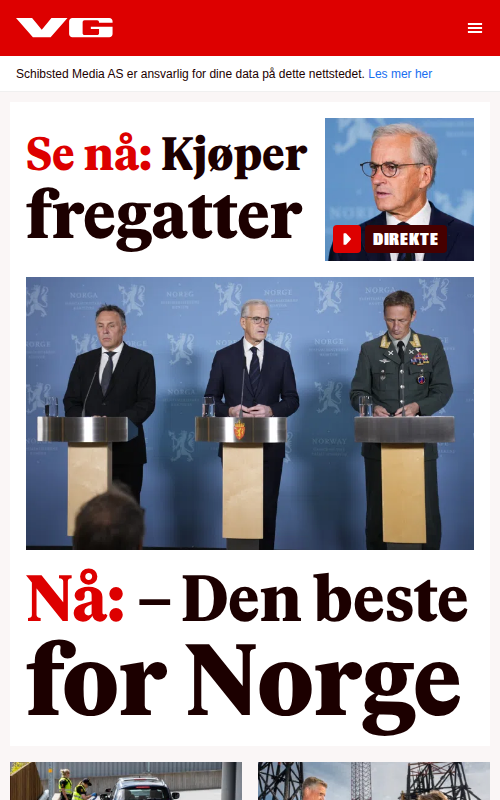 VG
Schibsted Media AS er ansvarlig for dine data på dette nettstedet. Les mer her
Se nå: Kjøper
fregatter
DIREKTE
Nå: – Den beste
for Norge